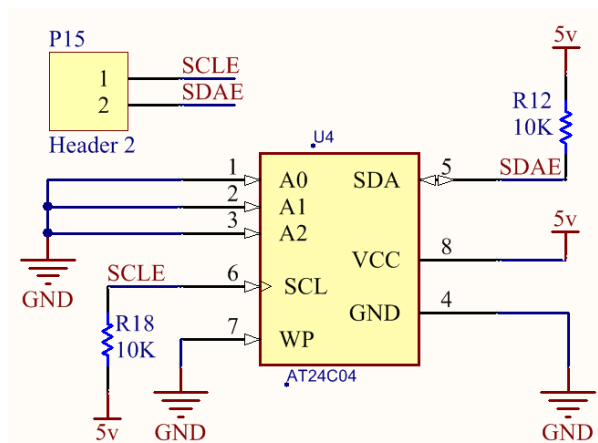 P15
1 SCLE
2 SDAE
Header 2
5v
R12
10K
U4
1 A0 SDA 5 SDAE
2 A1
3 A2
VCC 8 5v
GND
SCLE 6 SCL
GND 4
R18
10K
7 WP
AT24C04
5v
GND
GND